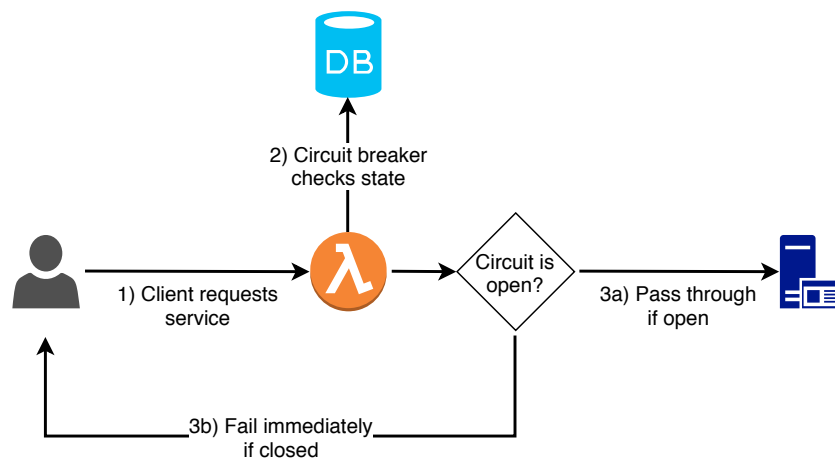 DB
2) Circuit breaker
checks state
1) Client requests
service
Circuit is
open?
3a) Pass through
if open
3b) Fail immediately
if closed